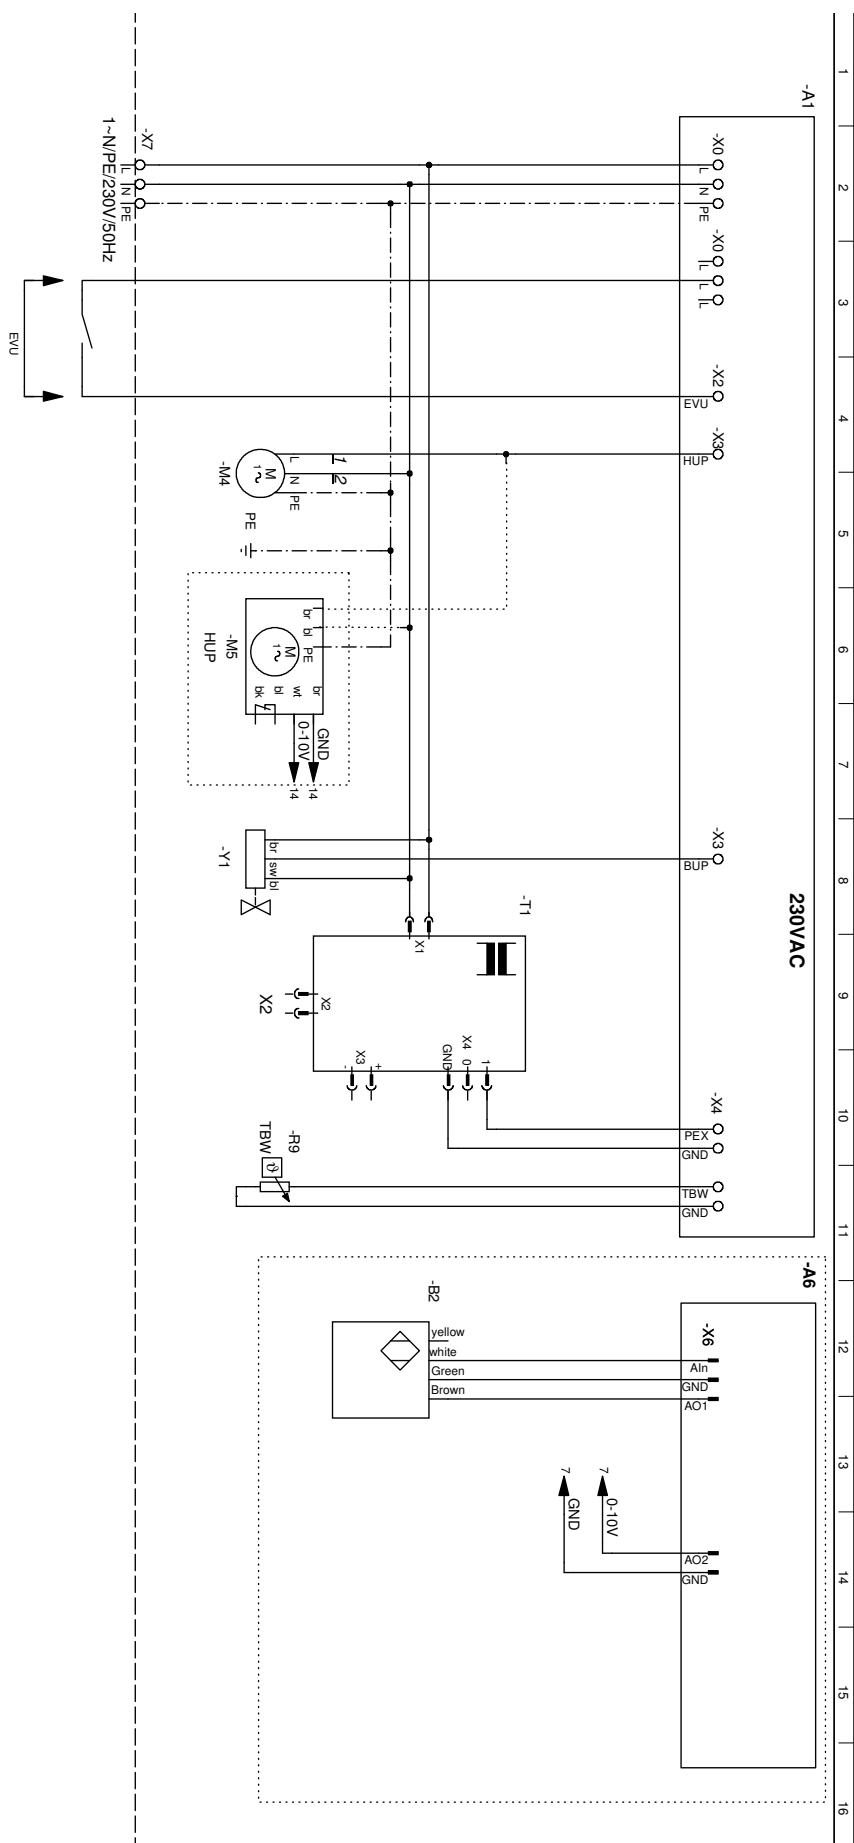 1
2
3
4
5
6
7
8
9
10
11
12
13
14
15
16
-A1
230VAC
-X0
L
N
PE
-X0
L
L
L
-X2
EVU
-X3
HUP
-X3
BUP
-X4
PEX
GND
TBW
GND
-X7
L
N
PE
1~N/PE/230V/50Hz
EVU
-M4
M
1~
L
N
PE
1
2
PE
-M5
HUP
M
1~
br
bl
PE
br
wt
bl
bk
GND
0-10V
14
14
-Y1
br
sw
bl
-T1
X1
X2
X2
X3
+
-
X4
1
0
GND
-R9
TBW
ϑ
-A6
-X6
AIn
GND
AO1
AO2
GND
-B2
yellow
white
Green
Brown
0-10V
7
GND
7